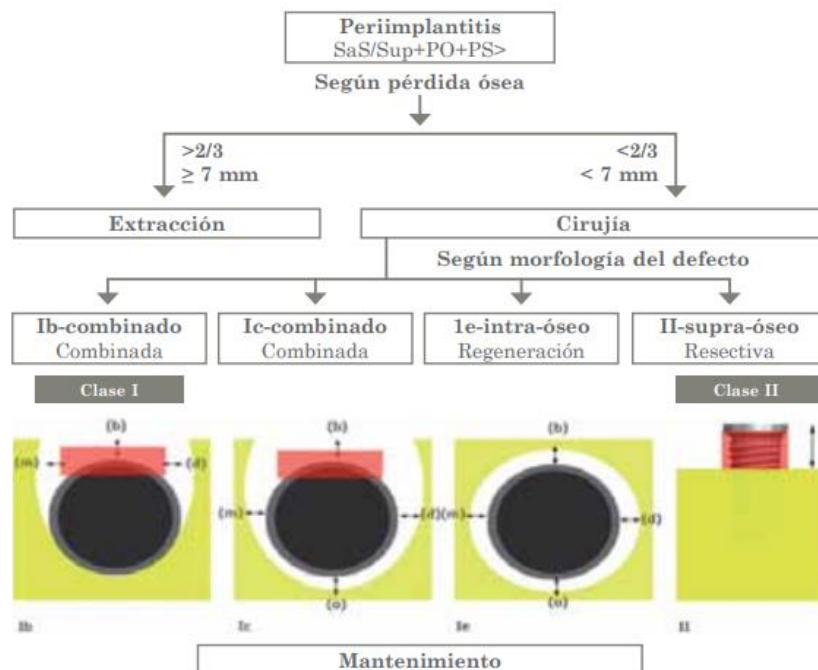 Periimplantitis
SaS/Sup+PO+PS>
Según pérdida ósea
>2/3
≥ 7 mm
<2/3
< 7 mm
Extracción
Cirujía
Según morfología del defecto
Ib-combinado
Combinada
Ic-combinado
Combinada
1e-intra-óseo
Regeneración
II-supra-óseo
Resectiva
Clase I
Clase II
(b)
(m)
(d)
Ib
(b)
(m)
(d)
(o)
Ic
(b)
(m)
(d)
(o)
Ie
II
Mantenimiento